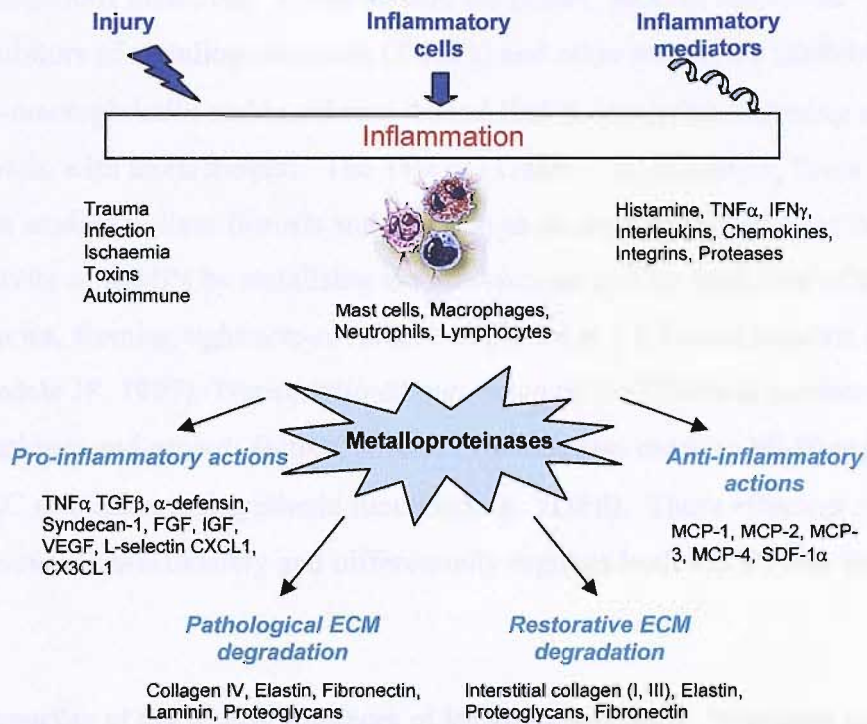 Injury
Inflammatory
cells
Inflammatory
mediators
Inflammation
Trauma
Infection
Ischaemia
Toxins
Autoimmune
Mast cells, Macrophages,
Neutrophils, Lymphocytes
Histamine, TNFα, IFNγ,
Interleukins, Chemokines,
Integrins, Proteases
Metalloproteinases
Pro-inflammatory actions
TNFα TGFβ, α-defensin,
Syndecan-1, FGF, IGF,
VEGF, L-selectin CXCL1,
CX3CL1
Anti-inflammatory
actions
MCP-1, MCP-2, MCP-
3, MCP-4, SDF-1α
Pathological ECM
degradation
Collagen IV, Elastin, Fibronectin,
Laminin, Proteoglycans
Restorative ECM
degradation
Interstitial collagen (I, III), Elastin,
Proteoglycans, Fibronectin